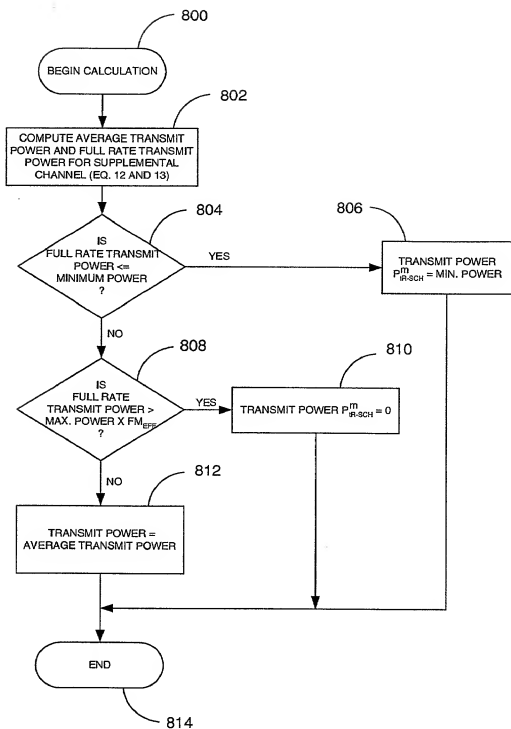 800
BEGIN CALCULATION
802
COMPUTE AVERAGE TRANSMIT
POWER AND FULL RATE TRANSMIT
POWER FOR SUPPLEMENTAL
CHANNEL (EQ. 12 AND 13)
804
IS
FULL RATE TRANSMIT
POWER <=
MINIMUM POWER
?
YES
806
TRANSMIT POWER
P^m_tR-SCH = MIN. POWER
NO
808
IS
FULL RATE
TRANSMIT POWER >
MAX. POWER X FM_EFF
?
YES
810
TRANSMIT POWER P^m_tR-SCH = 0
NO
812
TRANSMIT POWER =
AVERAGE TRANSMIT POWER
END
814